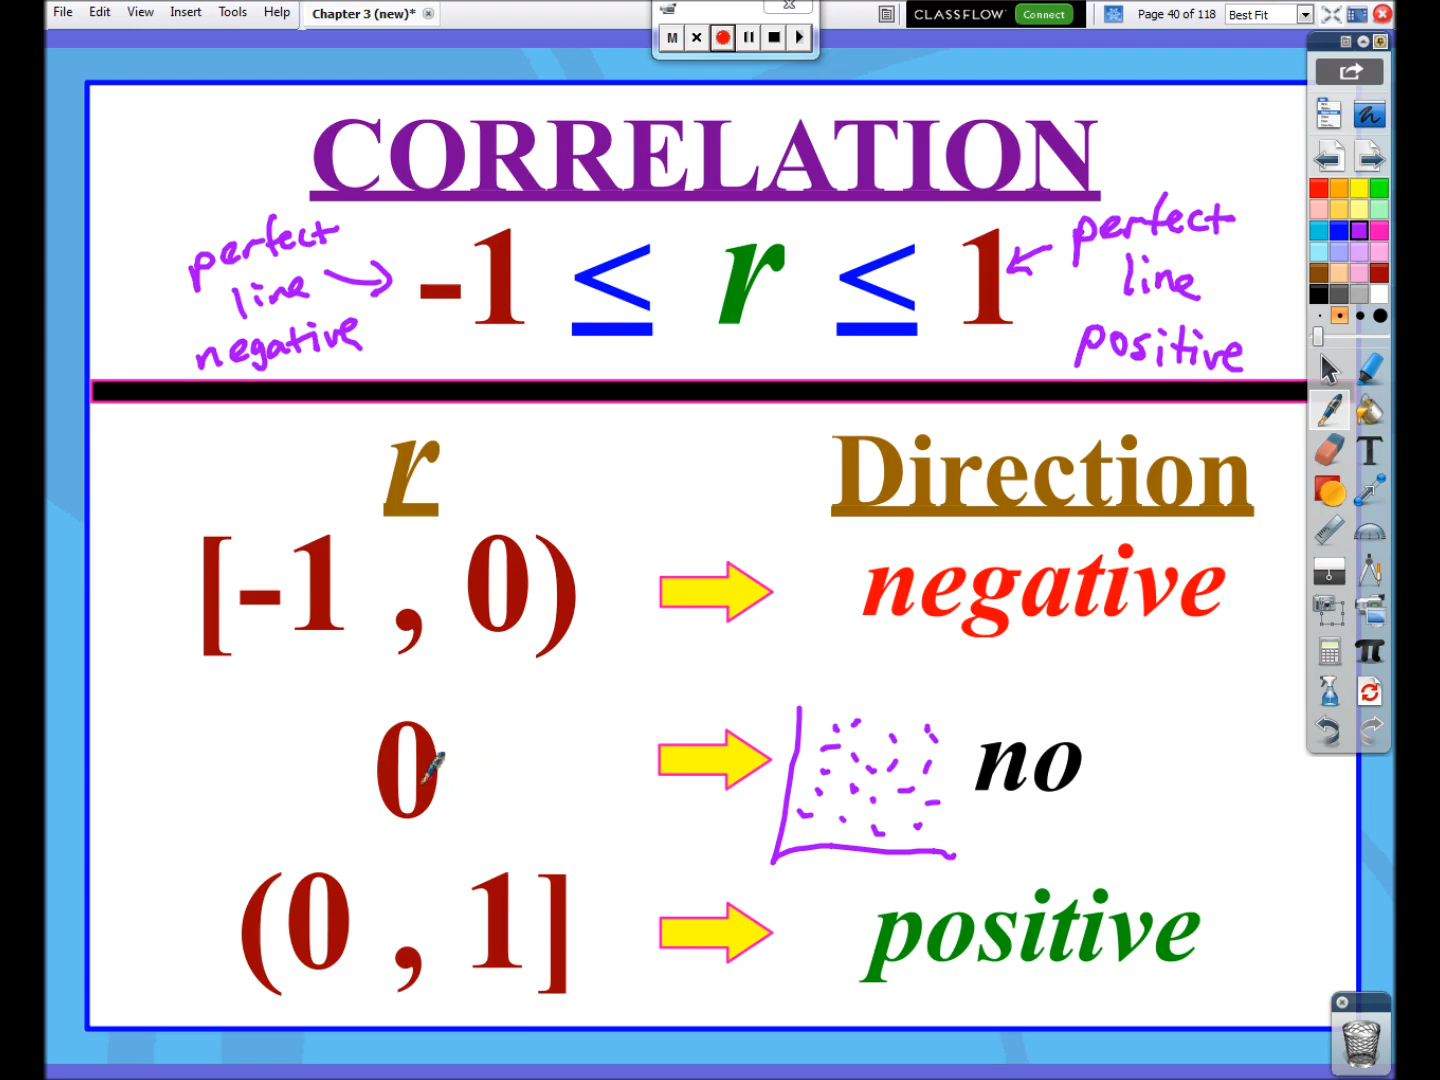 File Edit View Insert Tools Help Chapter 3 (new)*
CLASSFLOW Connect Page 40 of 118 Best Fit
M
CORRELATION
perfect line negative
-1 ≤ r ≤ 1
perfect line positive
r Direction
[-1 , 0) negative
0 no
(0 , 1] positive
T
π